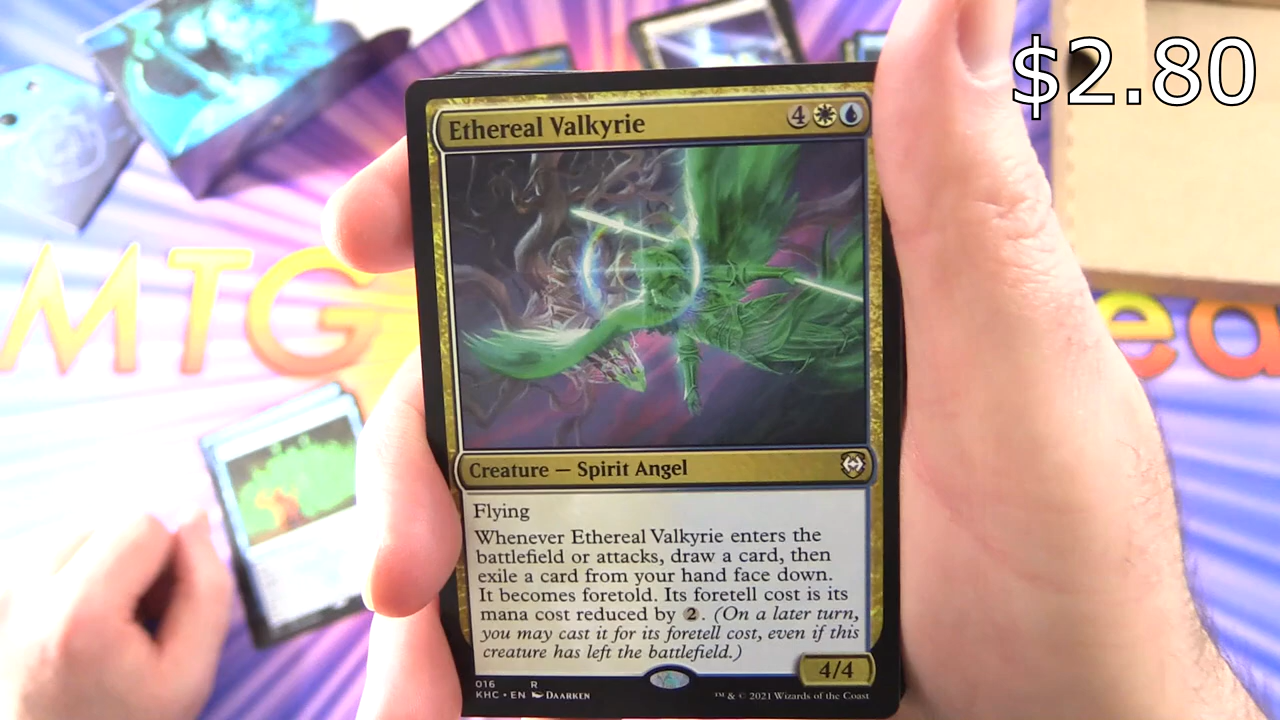 $2.80
Ethereal Valkyrie 4
MTG
ea
Creature — Spirit Angel
Flying
Whenever Ethereal Valkyrie enters the
battlefield or attacks, draw a card, then
exile a card from your hand face down.
It becomes foretold. Its foretell cost is its
mana cost reduced by 2. (On a later turn,
you may cast it for its foretell cost, even if this
creature has left the battlefield.)
4/4
016 R
KHC • EN DAARKEN ™ & © 2021 Wizards of the Coast